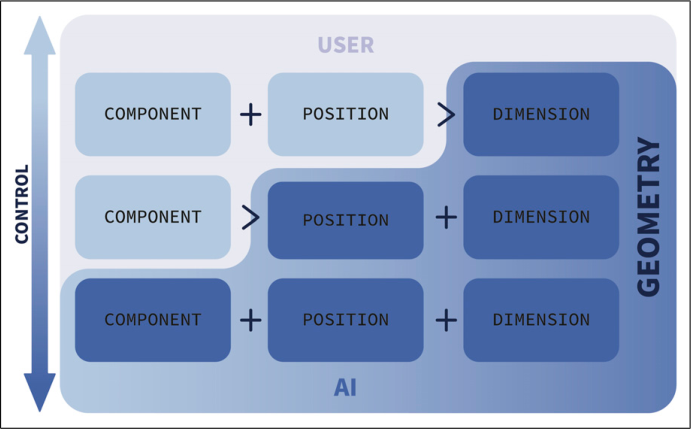 USER
COMPONENT + POSITION > DIMENSION
COMPONENT > POSITION + DIMENSION
COMPONENT + POSITION + DIMENSION
AI
CONTROL
GEOMETRY